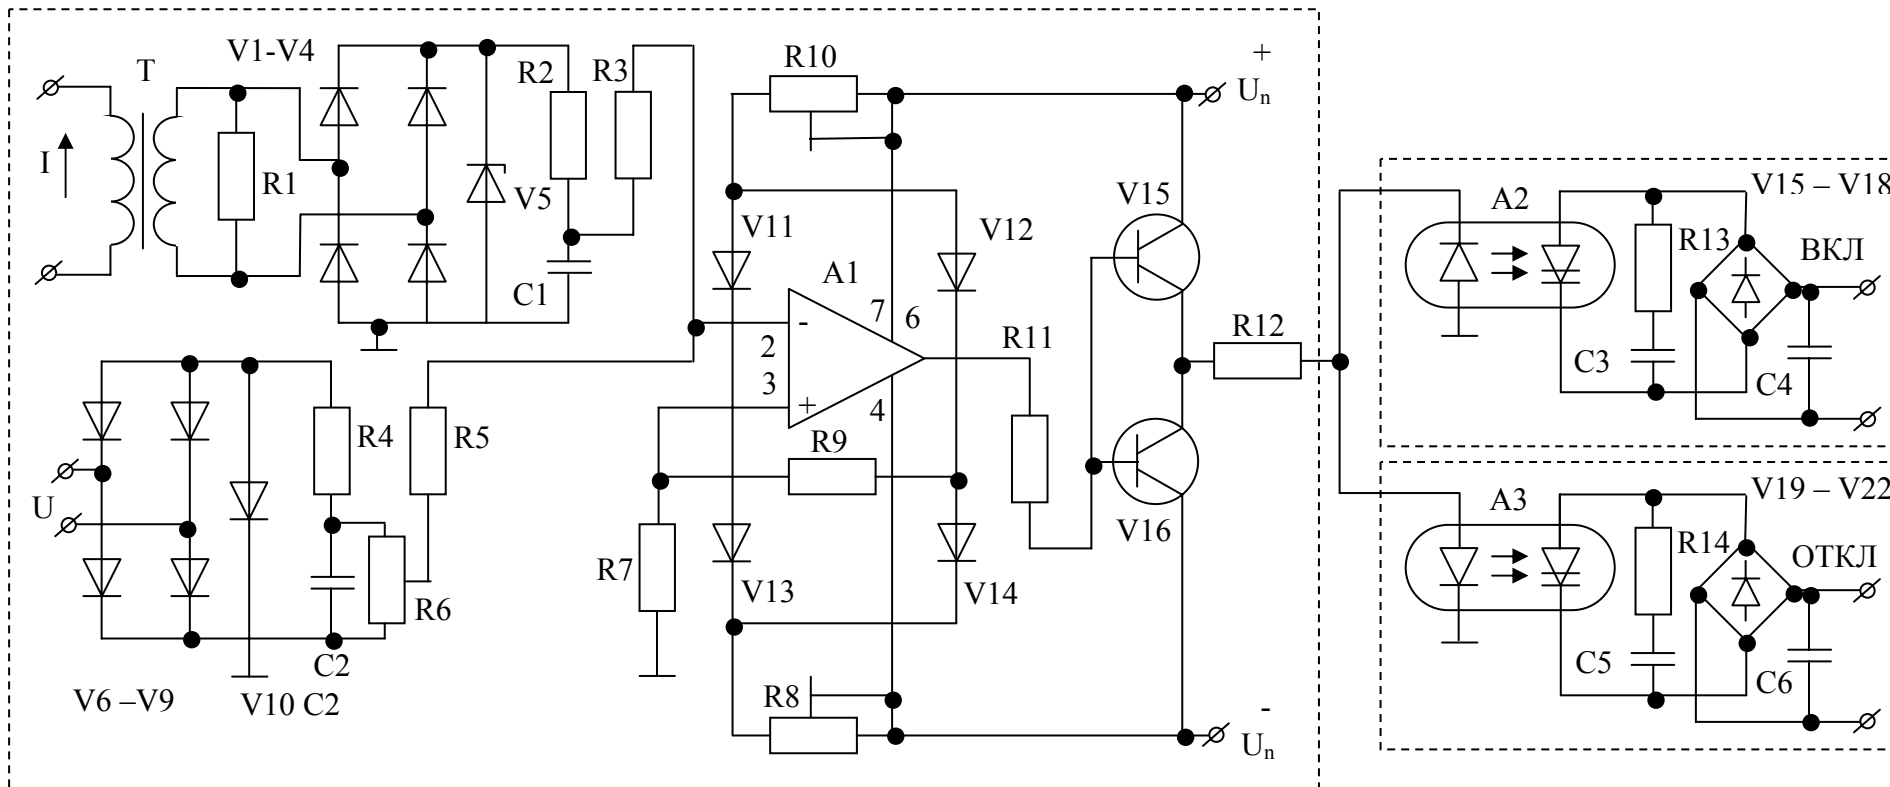 V1-V4
T
R2
R3
R10
+
Uₙ
I
R1
V5
V11
V12
V15
A2
V15 – V18
R13
ВКЛ
C1
A1
7
6
-
2
3
+
4
R11
R12
C3
C4
R4
R5
R9
U
V16
A3
V19 – V22
R14
ОТКЛ
R7
V13
V14
R6
C2
C5
C6
V6 –V9
V10 C2
R8
-
Uₙ